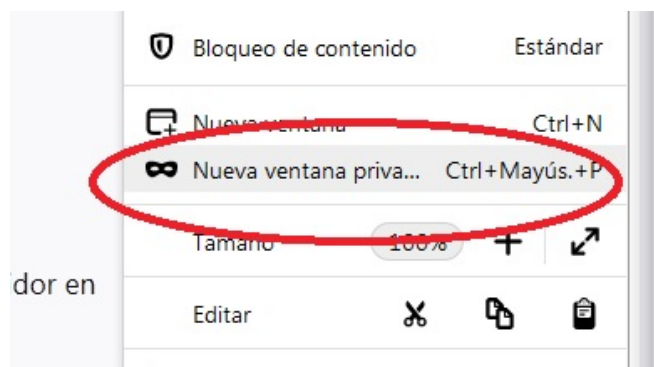 Bloqueo de contenido Estándar
Nueva ventana Ctrl+N
Nueva ventana priva... Ctrl+Mayús.+P
Tamaño 100%
dor en
Editar